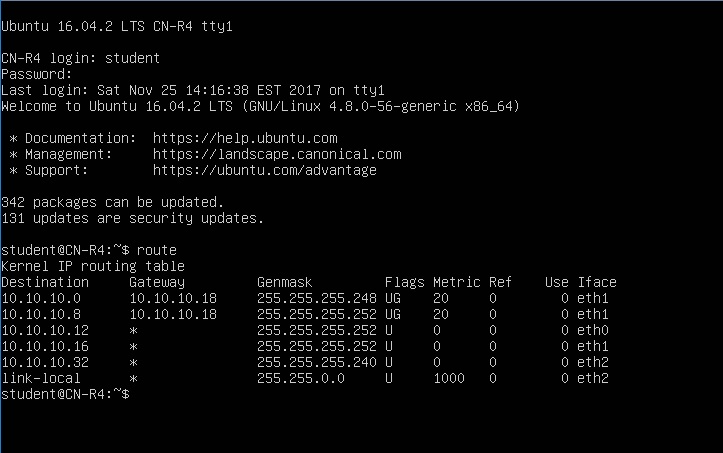 Ubuntu 16.04.2 LTS CN-R4 tty1
CN-R4 login: student
Password:
Last login: Sat Nov 25 14:16:38 EST 2017 on tty1
Welcome to Ubuntu 16.04.2 LTS (GNU/Linux 4.8.0-56-generic x86_64)
* Documentation:  https://help.ubuntu.com
* Management:     https://landscape.canonical.com
* Support:        https://ubuntu.com/advantage
342 packages can be updated.
131 updates are security updates.
student@CN-R4:~$ route
Kernel IP routing table
Destination     Gateway         Genmask         Flags Metric Ref    Use Iface
10.10.10.0      10.10.10.18     255.255.255.248 UG    20     0        0 eth1
10.10.10.8      10.10.10.18     255.255.255.252 UG    20     0        0 eth1
10.10.10.12     *               255.255.255.252 U     0      0        0 eth0
10.10.10.16     *               255.255.255.252 U     0      0        0 eth1
10.10.10.32     *               255.255.255.240 U     0      0        0 eth2
link-local      *               255.255.0.0     U     1000   0        0 eth2
student@CN-R4:~$